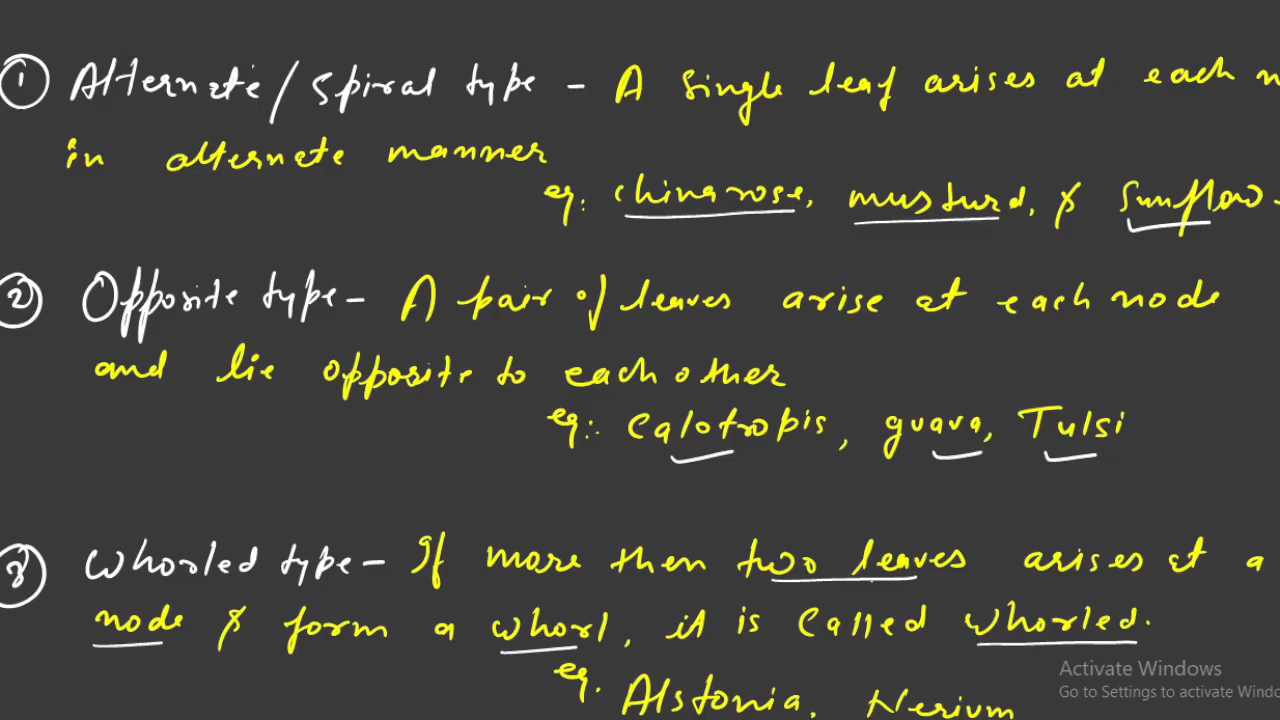 ① Alternate/spiral type - A single leaf arises at each n
in alternate manner
eg. China rose, musturd, & Sunflow-
② Opposite type - A pair of leaves arise at each node
and lie opposite to each other
eg:. Calotropis, guava, Tulsi
③ Whorled type - If more then two leaves arises at a
node & form a whorl, it is called whorled.
eg. Alstonia, Nerium
Activate Windows
Go to Settings to activate Windo